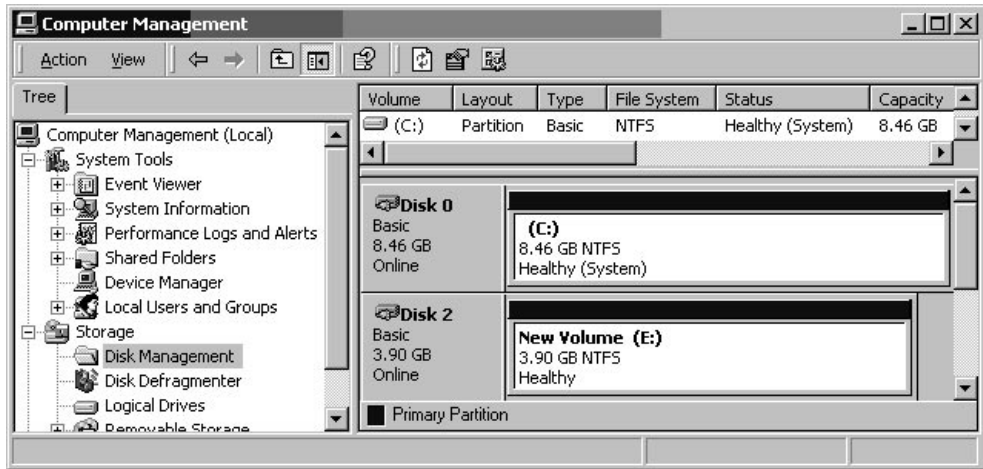 Computer Management
Action View
Tree
Computer Management (Local)
System Tools
Event Viewer
System Information
Performance Logs and Alerts
Shared Folders
Device Manager
Local Users and Groups
Storage
Disk Management
Disk Defragmenter
Logical Drives
Removable Storage
Volume Layout Type File System Status Capacity
(C:) Partition Basic NTFS Healthy (System) 8.46 GB
Disk 0
Basic
8.46 GB
Online
(C:)
8.46 GB NTFS
Healthy (System)
Disk 2
Basic
3.90 GB
Online
New Volume (E:)
3.90 GB NTFS
Healthy
Primary Partition